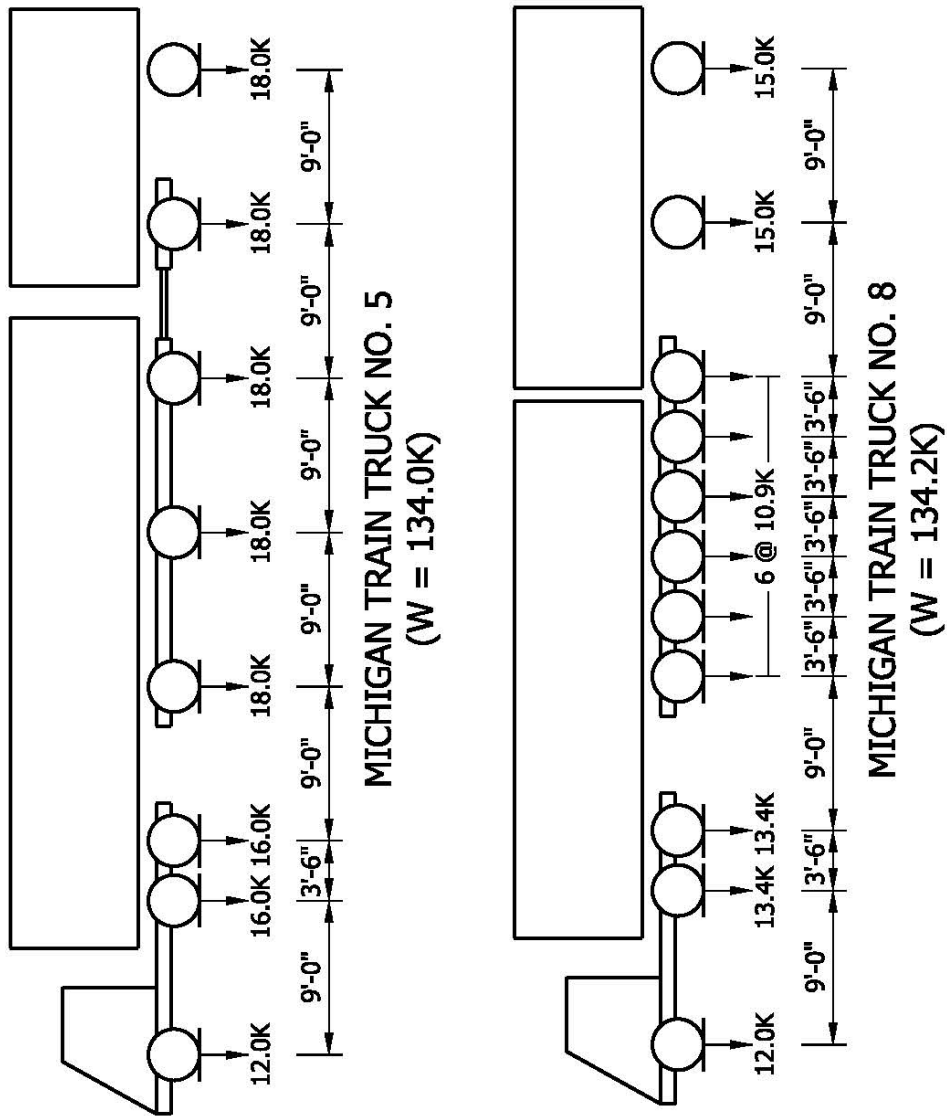 12.0K 16.0K 16.0K 18.0K 18.0K 18.0K 18.0K 18.0K
9'-0" 3'-6" 9'-0" 9'-0" 9'-0" 9'-0" 9'-0"
MICHIGAN TRAIN TRUCK NO. 5
(W = 134.0K)
12.0K 13.4K 13.4K 6 @ 10.9K 15.0K 15.0K
9'-0" 3'-6" 9'-0" 3'-6" 3'-6" 3'-6" 3'-6" 3'-6" 9'-0" 9'-0"
MICHIGAN TRAIN TRUCK NO. 8
(W = 134.2K)